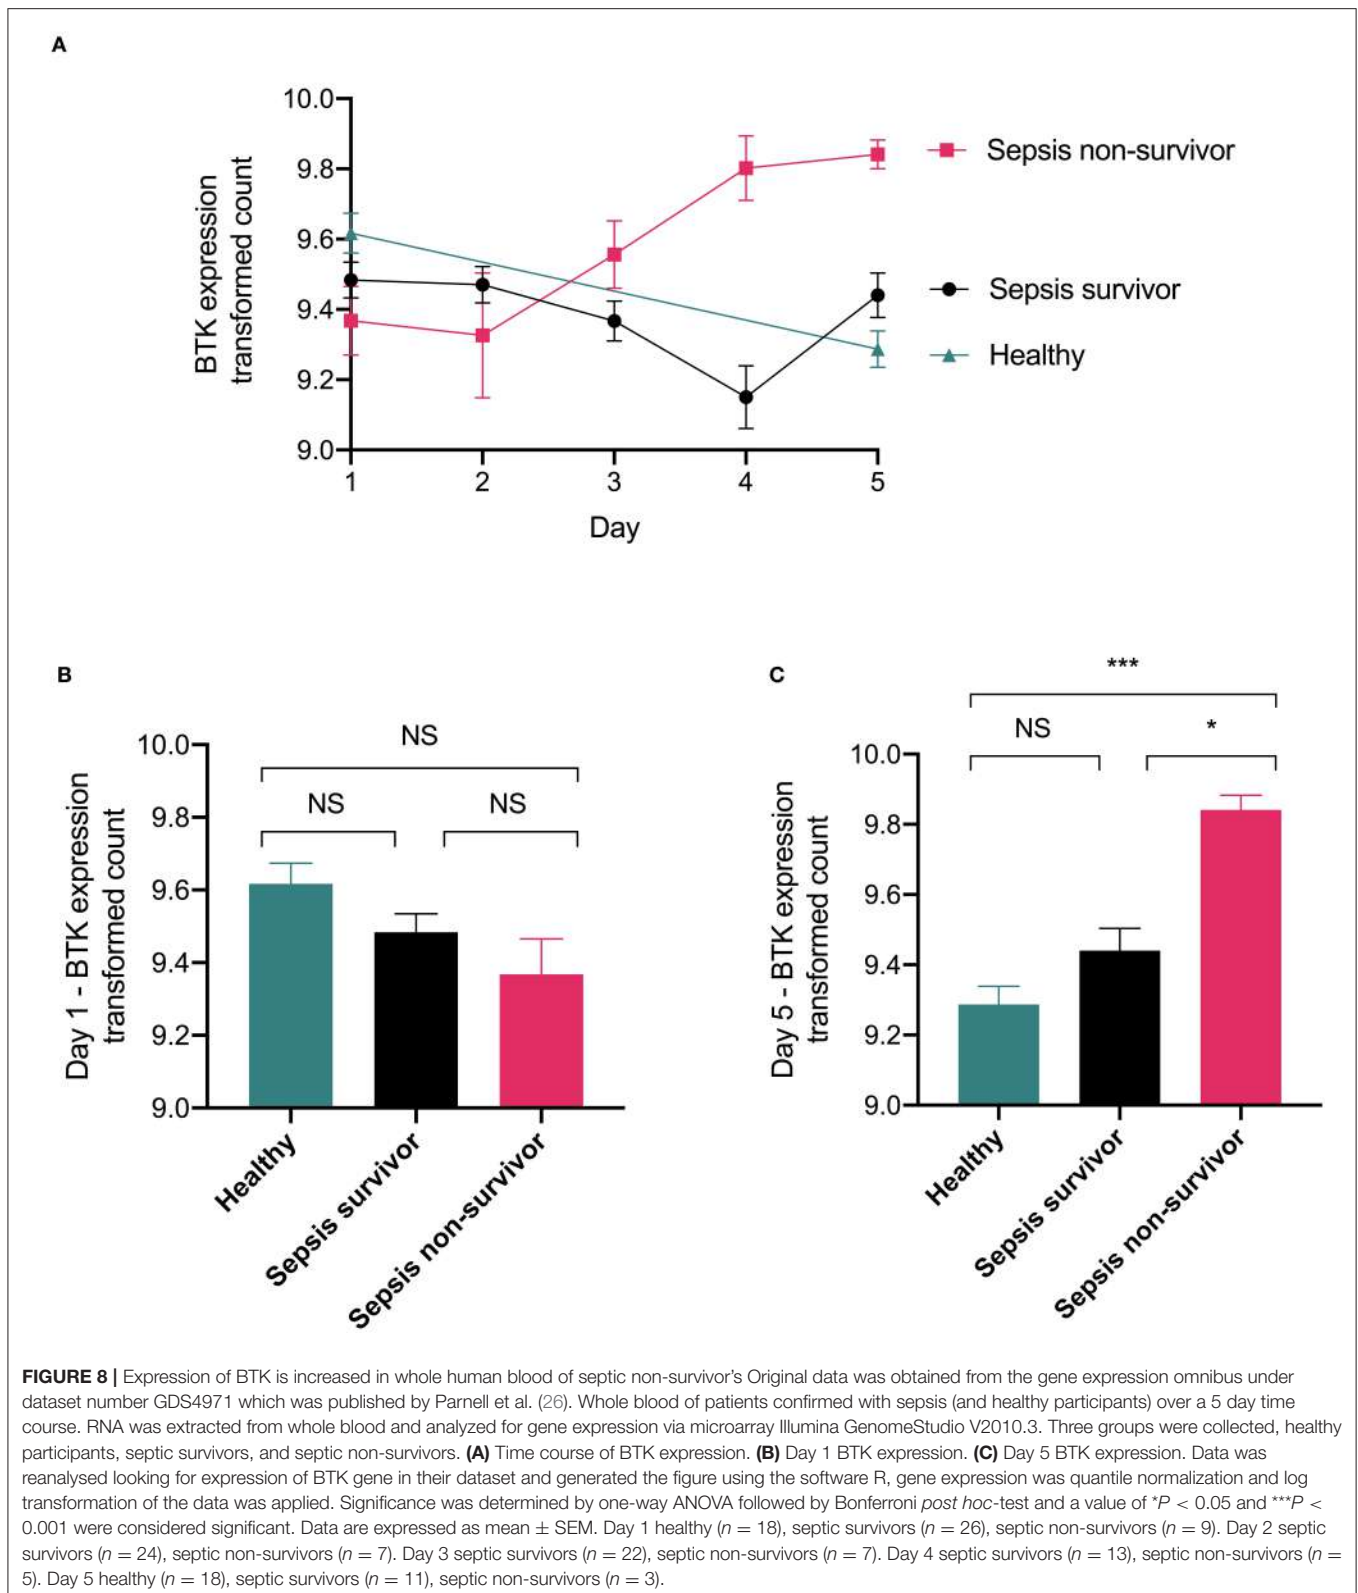 A
10.0
9.8
9.6
9.4
9.2
9.0
BTK expression
transformed count
1 2 3 4 5
Day
Sepsis non-survivor
Sepsis survivor
Healthy
B
NS
NS NS
10.0
9.8
9.6
9.4
9.2
9.0
Day 1 - BTK expression
transformed count
Healthy
Sepsis survivor
Sepsis non-survivor
C
***
NS *
10.0
9.8
9.6
9.4
9.2
9.0
Day 5 - BTK expression
transformed count
Healthy
Sepsis survivor
Sepsis non-survivor
FIGURE 8 | Expression of BTK is increased in whole human blood of septic non-survivor's Original data was obtained from the gene expression omnibus under
dataset number GDS4971 which was published by Parnell et al. (26). Whole blood of patients confirmed with sepsis (and healthy participants) over a 5 day time
course. RNA was extracted from whole blood and analyzed for gene expression via microarray Illumina GenomeStudio V2010.3. Three groups were collected, healthy
participants, septic survivors, and septic non-survivors. (A) Time course of BTK expression. (B) Day 1 BTK expression. (C) Day 5 BTK expression. Data was
reanalysed looking for expression of BTK gene in their dataset and generated the figure using the software R, gene expression was quantile normalization and log
transformation of the data was applied. Significance was determined by one-way ANOVA followed by Bonferroni post hoc-test and a value of *P < 0.05 and ***P <
0.001 were considered significant. Data are expressed as mean ± SEM. Day 1 healthy (n = 18), septic survivors (n = 26), septic non-survivors (n = 9). Day 2 septic
survivors (n = 24), septic non-survivors (n = 7). Day 3 septic survivors (n = 22), septic non-survivors (n = 7). Day 4 septic survivors (n = 13), septic non-survivors (n =
5). Day 5 healthy (n = 18), septic survivors (n = 11), septic non-survivors (n = 3).